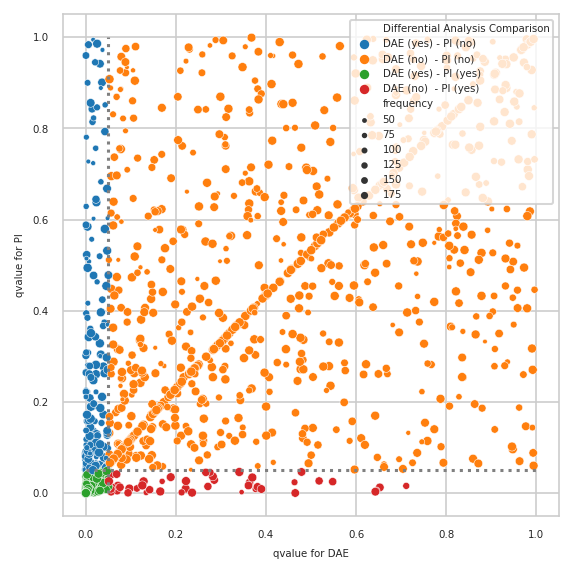 Differential Analysis Comparison
DAE (yes) - PI (no)
DAE (no)  - PI (no)
DAE (yes) - PI (yes)
DAE (no)  - PI (yes)
frequency
50
75
100
125
150
175
1.0
0.8
0.6
0.4
0.2
0.0
qvalue for PI
0.0 0.2 0.4 0.6 0.8 1.0
qvalue for DAE